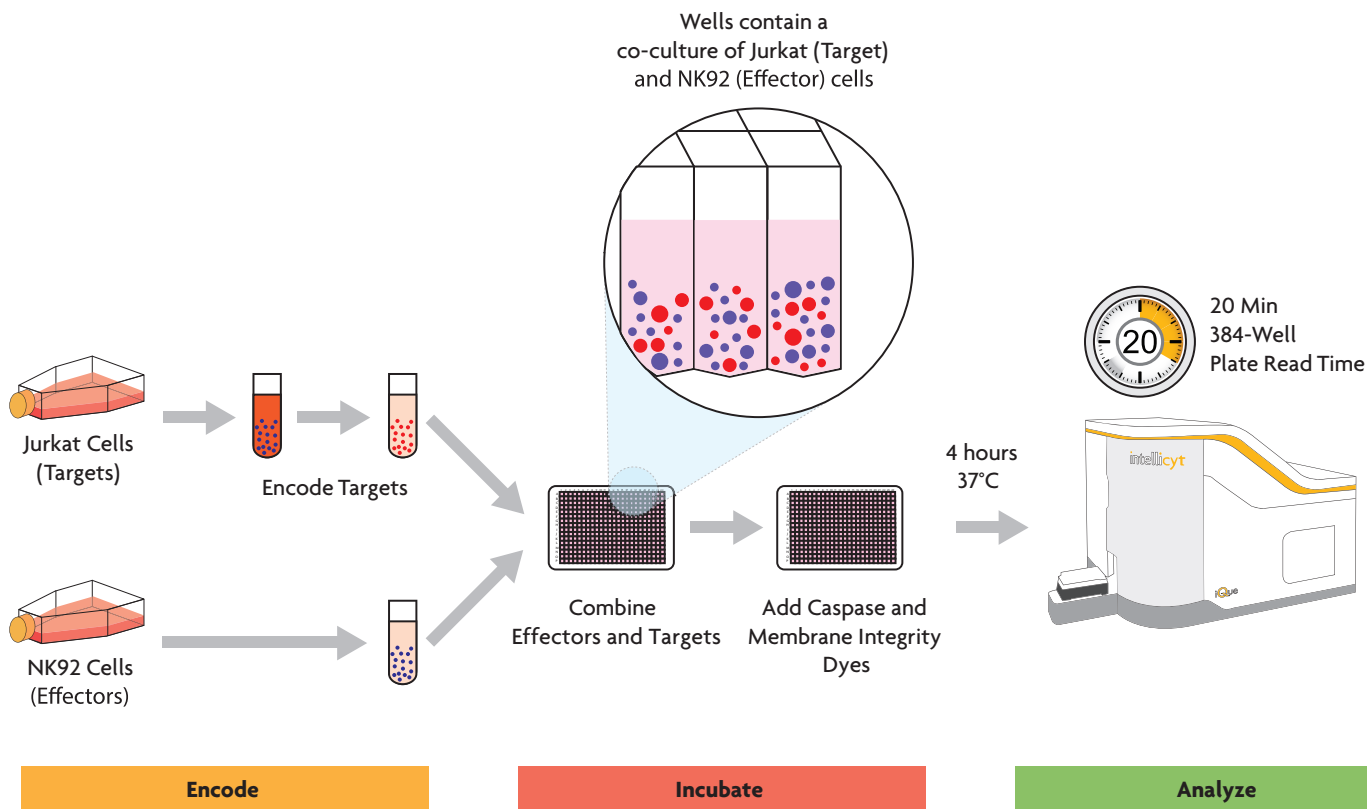 Wells contain a
co-culture of Jurkat (Target)
and NK92 (Effector) cells
20
20 Min
384-Well
Plate Read Time
Jurkat Cells
(Targets)
Encode Targets
4 hours
37°C
intellicyt
iQue
NK92 Cells
(Effectors)
Combine
Effectors and Targets
Add Caspase and
Membrane Integrity
Dyes
Encode
Incubate
Analyze